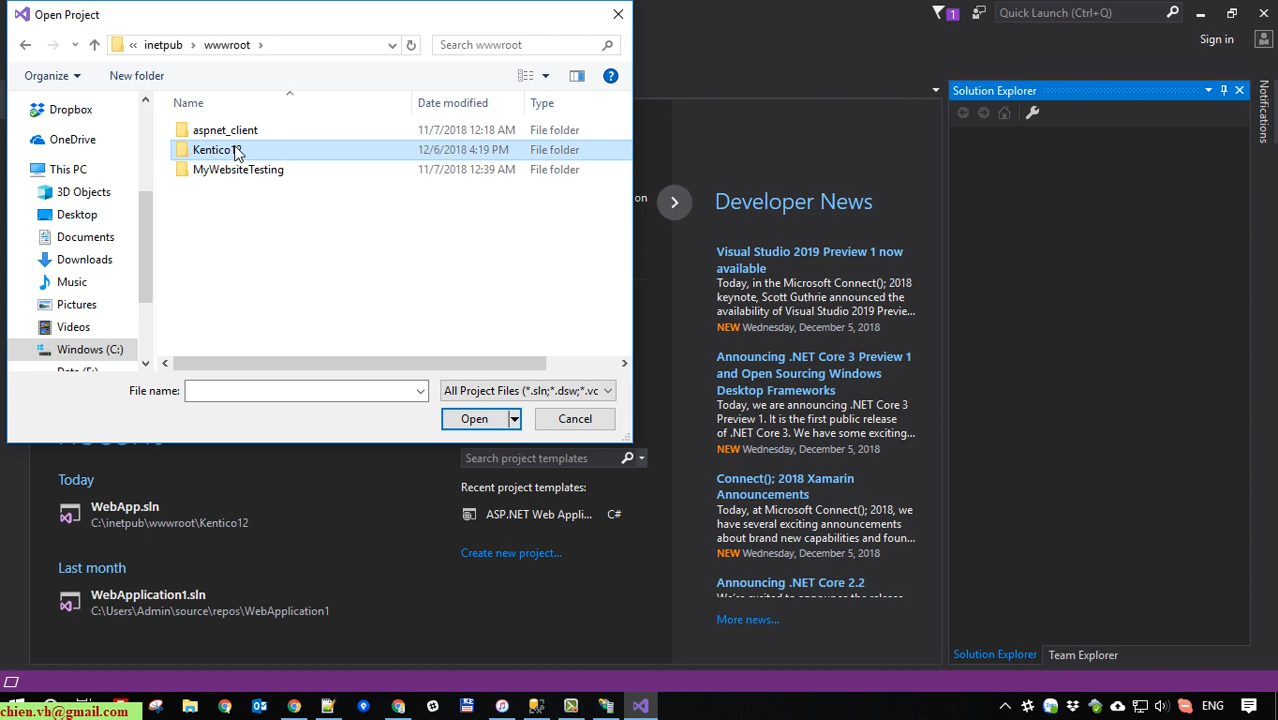 Open Project
1
Quick Launch (Ctrl+Q)
inetpub
wwwroot
Search wwwroot
Sign in
Organize
New folder
Solution Explorer
Notifications
Name
Date modified
Type
Dropbox
OneDrive
This PC
3D Objects
Desktop
Documents
Downloads
Music
Pictures
Videos
Windows (C:)
aspnet_client
11/7/2018 12:18 AM
File folder
12/6/2018 4:19 PM
File folder
MyWebsiteTesting
11/7/2018 12:39 AM
File folder
File name:
All Project Files (*.sln;*.dsw;*.vc
Open
Cancel
on
Developer News
Visual Studio 2019 Preview 1 now
available
Today, in the Microsoft Connect(); 2018
keynote, Scott Guthrie announced the
availability of Visual Studio 2019 Previe...
NEW Wednesday, December 5, 2018
Announcing .NET Core 3 Preview 1
and Open Sourcing Windows
Desktop Frameworks
Today, we are announcing .NET Core 3
Preview 1. It is the first public release
of .NET Core 3. We have some exciting...
NEW Wednesday, December 5, 2018
Connect(); 2018 Xamarin
Announcements
Today, at Microsoft Connect(); 2018, we
have several exciting announcements
about brand new capabilities and foun...
NEW Wednesday, December 5, 2018
Announcing .NET Core 2.2
More news...
Today
WebApp.sln
C:\inetpub\wwwroot\Kentico12
Last month
WebApplication1.sln
C:\Users\Admin\source\repos\WebApplication1
Search project templates
Recent project templates:
ASP.NET Web Appli...
C#
Create new project...
Solution Explorer
Team Explorer
chien.vh@gmail.com
ENG